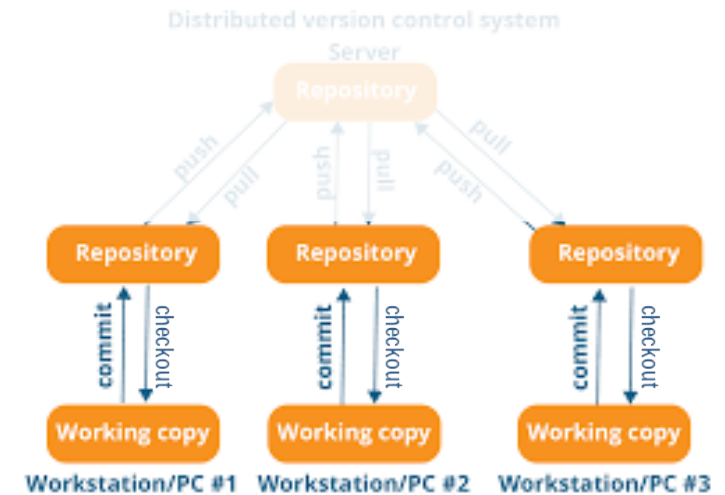 Distributed version control system
Server
Repository
push
pull
push
pull
push
pull
Repository
Repository
Repository
commit
checkout
commit
checkout
commit
checkout
Working copy
Working copy
Working copy
Workstation/PC #1
Workstation/PC #2
Workstation/PC #3